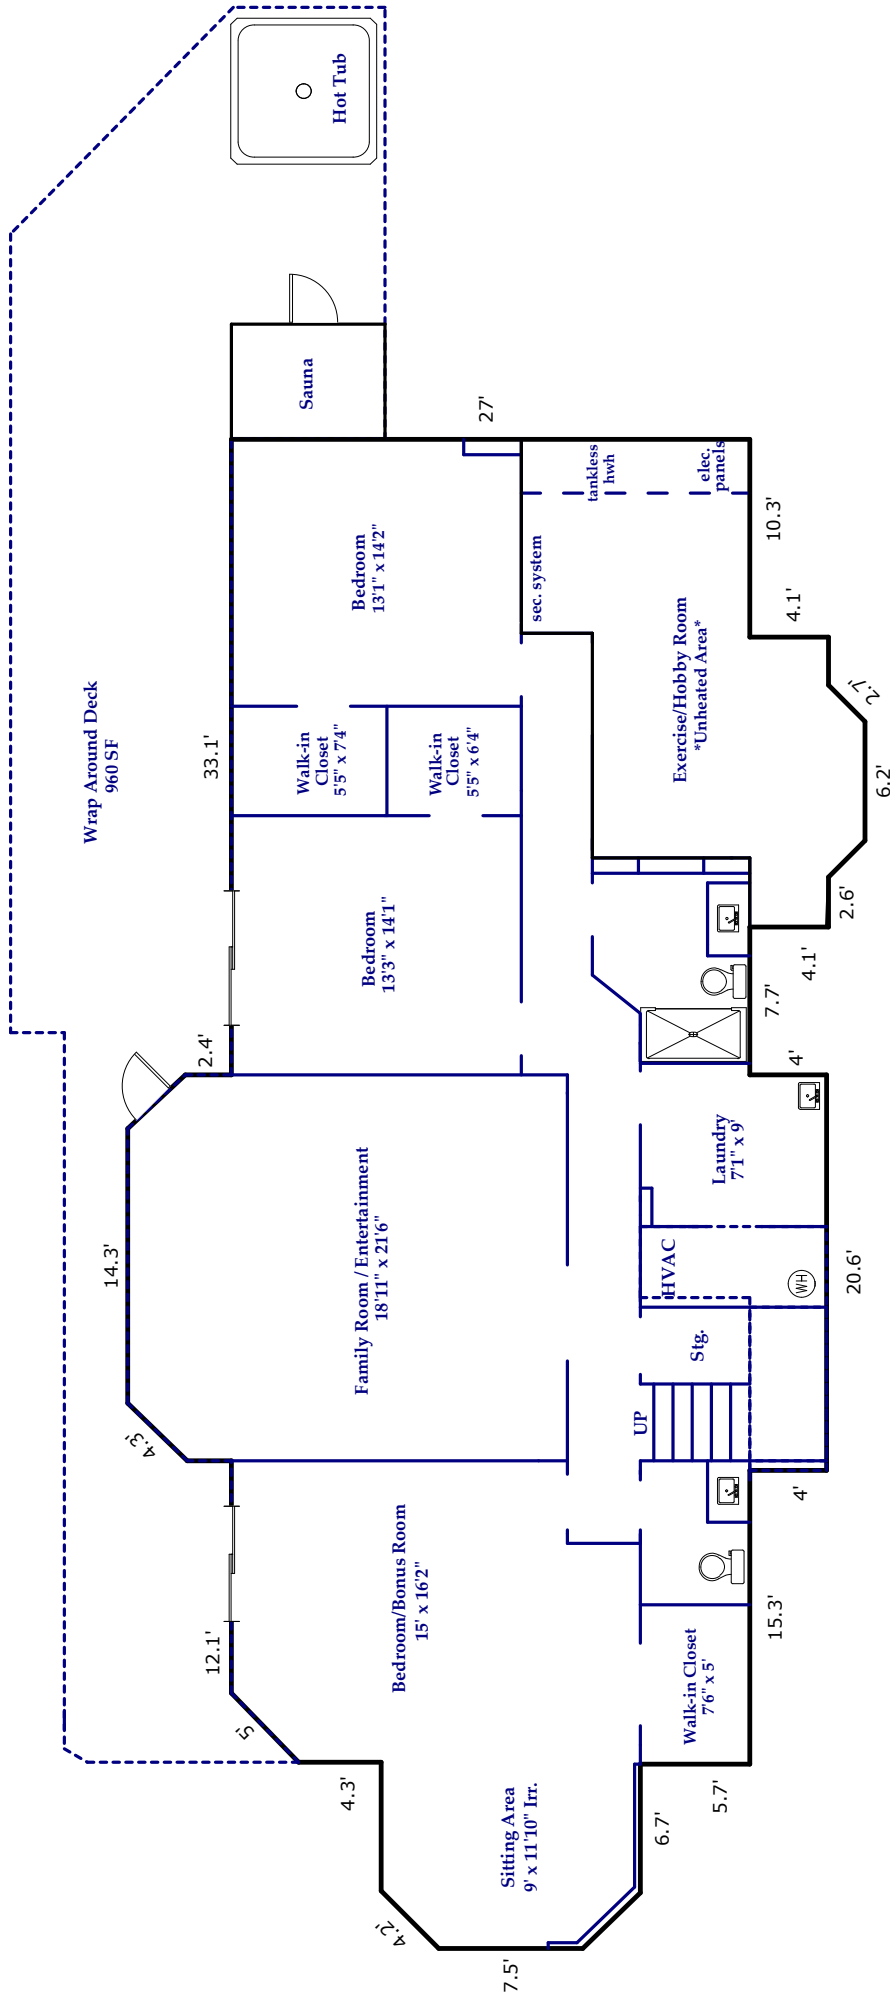 Wrap Around Deck
960 SF
Hot Tub
Sauna
33.1'
14.3'
4.3'
2.4'
12.1'
5'
Bedroom/Bonus Room
15' x 16'2"
Family Room / Entertainment
18'11" x 21'6"
Bedroom
13'3" x 14'1"
Walk-in
Closet
5'5" x 7'4"
Walk-in
Closet
5'5" x 6'4"
Bedroom
13'1" x 14'2"
27'
4.3'
4.2'
7.5'
Sitting Area
9' x 11'10" Irr.
6.7'
5.7'
Walk-in Closet
7'6" x 5'
UP
Stg.
HVAC
WH
Laundry
7'1" x 9'
sec. system
tankless
hwh
elec.
panels
Exercise/Hobby Room
*Unheated Area*
15.3'
4'
20.6'
4'
7.7'
4.1'
2.6'
6.2'
2.7'
4.1'
10.3'